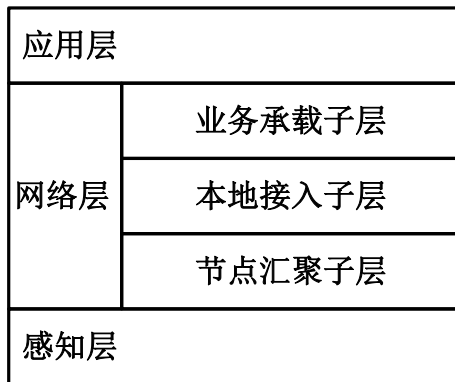 应用层
业务承载子层
网络层
本地接入子层
节点汇聚子层
感知层